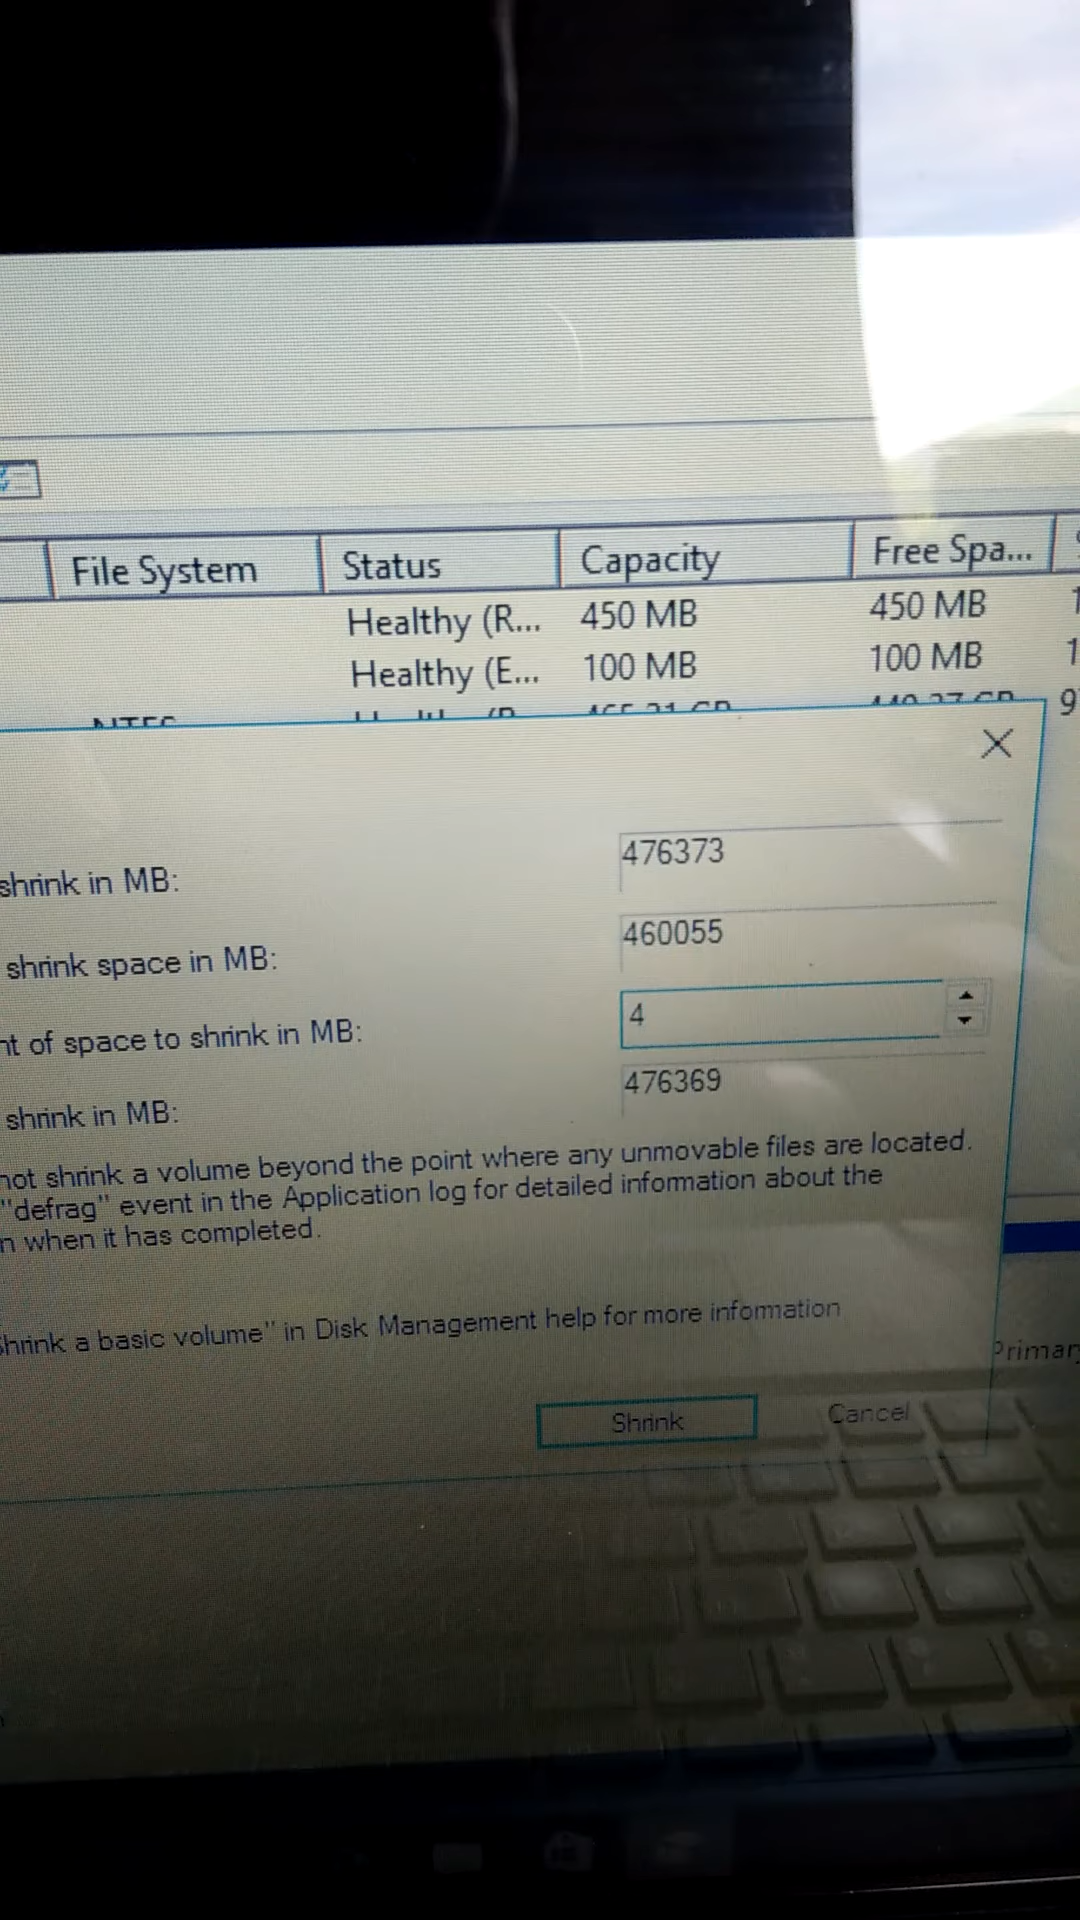 File System Status Capacity Free Spa...
Healthy (R... 450 MB 450 MB
Healthy (E... 100 MB 100 MB
NTFS
shrink in MB: 476373
shrink space in MB: 460055
nt of space to shrink in MB: 4
shrink in MB: 476369
not shrink a volume beyond the point where any unmovable files are located.
"defrag" event in the Application log for detailed information about the
n when it has completed.
Shrink a basic volume" in Disk Management help for more information
Primar
Shrink Cancel